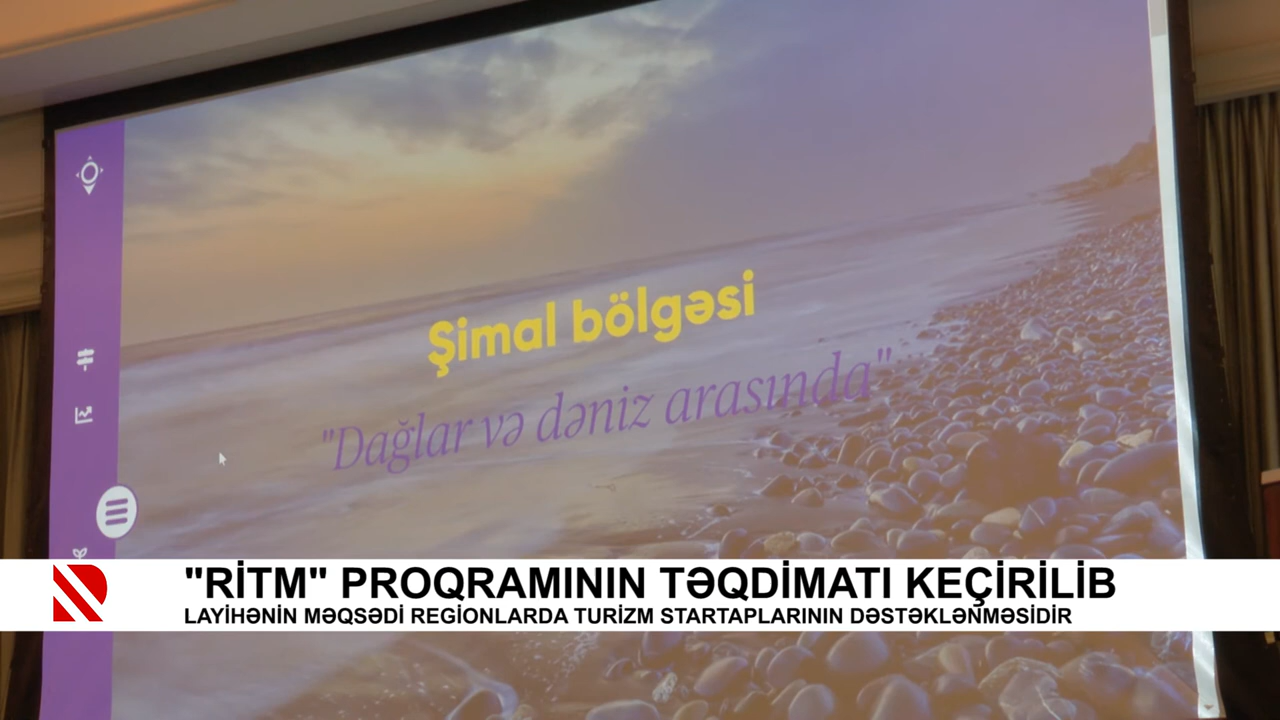 Şimal bölgəsi
"Dağlar və dəniz arasında"
"RİTM" PROQRAMININ TƏQDİMATI KEÇİRİLİB
LAYİHƏNİN MƏQSƏDİ REGIONLARDA TURİZM STARTAPLARININ DƏSTƏKLƏNMƏSİDİR